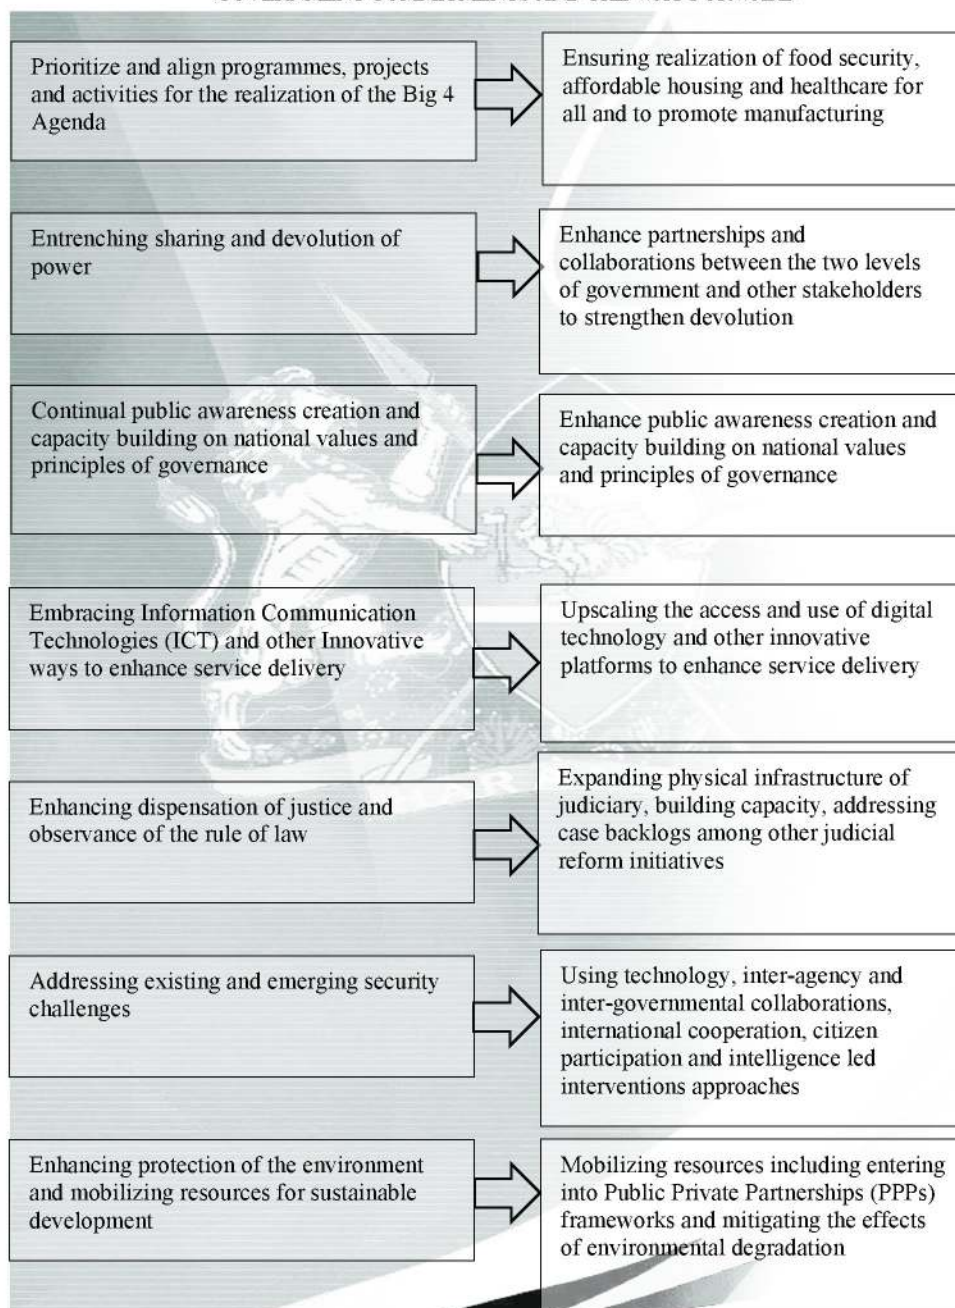 Prioritize and align programmes, projects
and activities for the realization of the Big 4
Agenda
Ensuring realization of food security,
affordable housing and healthcare for
all and to promote manufacturing
Entrenching sharing and devolution of
power
Enhance partnerships and
collaborations between the two levels
of government and other stakeholders
to strengthen devolution
Continual public awareness creation and
capacity building on national values and
principles of governance
Enhance public awareness creation and
capacity building on national values
and principles of governance
Embracing Information Communication
Technologies (ICT) and other Innovative
ways to enhance service delivery
Upscaling the access and use of digital
technology and other innovative
platforms to enhance service delivery
Enhancing dispensation of justice and
observance of the rule of law
Expanding physical infrastructure of
judiciary, building capacity, addressing
case backlogs among other judicial
reform initiatives
Addressing existing and emerging security
challenges
Using technology, inter-agency and
inter-governmental collaborations,
international cooperation, citizen
participation and intelligence led
interventions approaches
Enhancing protection of the environment
and mobilizing resources for sustainable
development
Mobilizing resources including entering
into Public Private Partnerships (PPPs)
frameworks and mitigating the effects
of environmental degradation